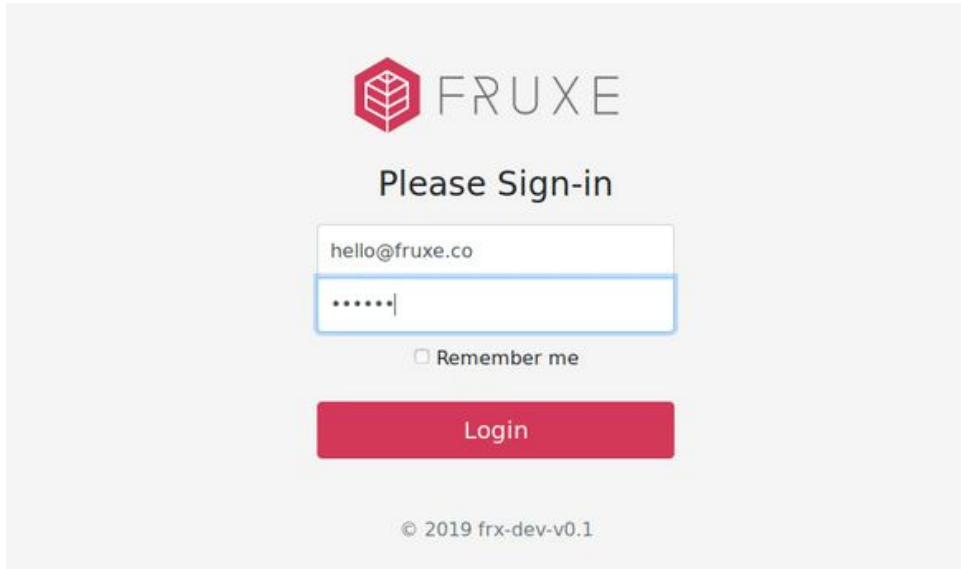 FRUXE
Please Sign-in
hello@fruxe.co
••••••
Remember me
Login
© 2019 frx-dev-v0.1